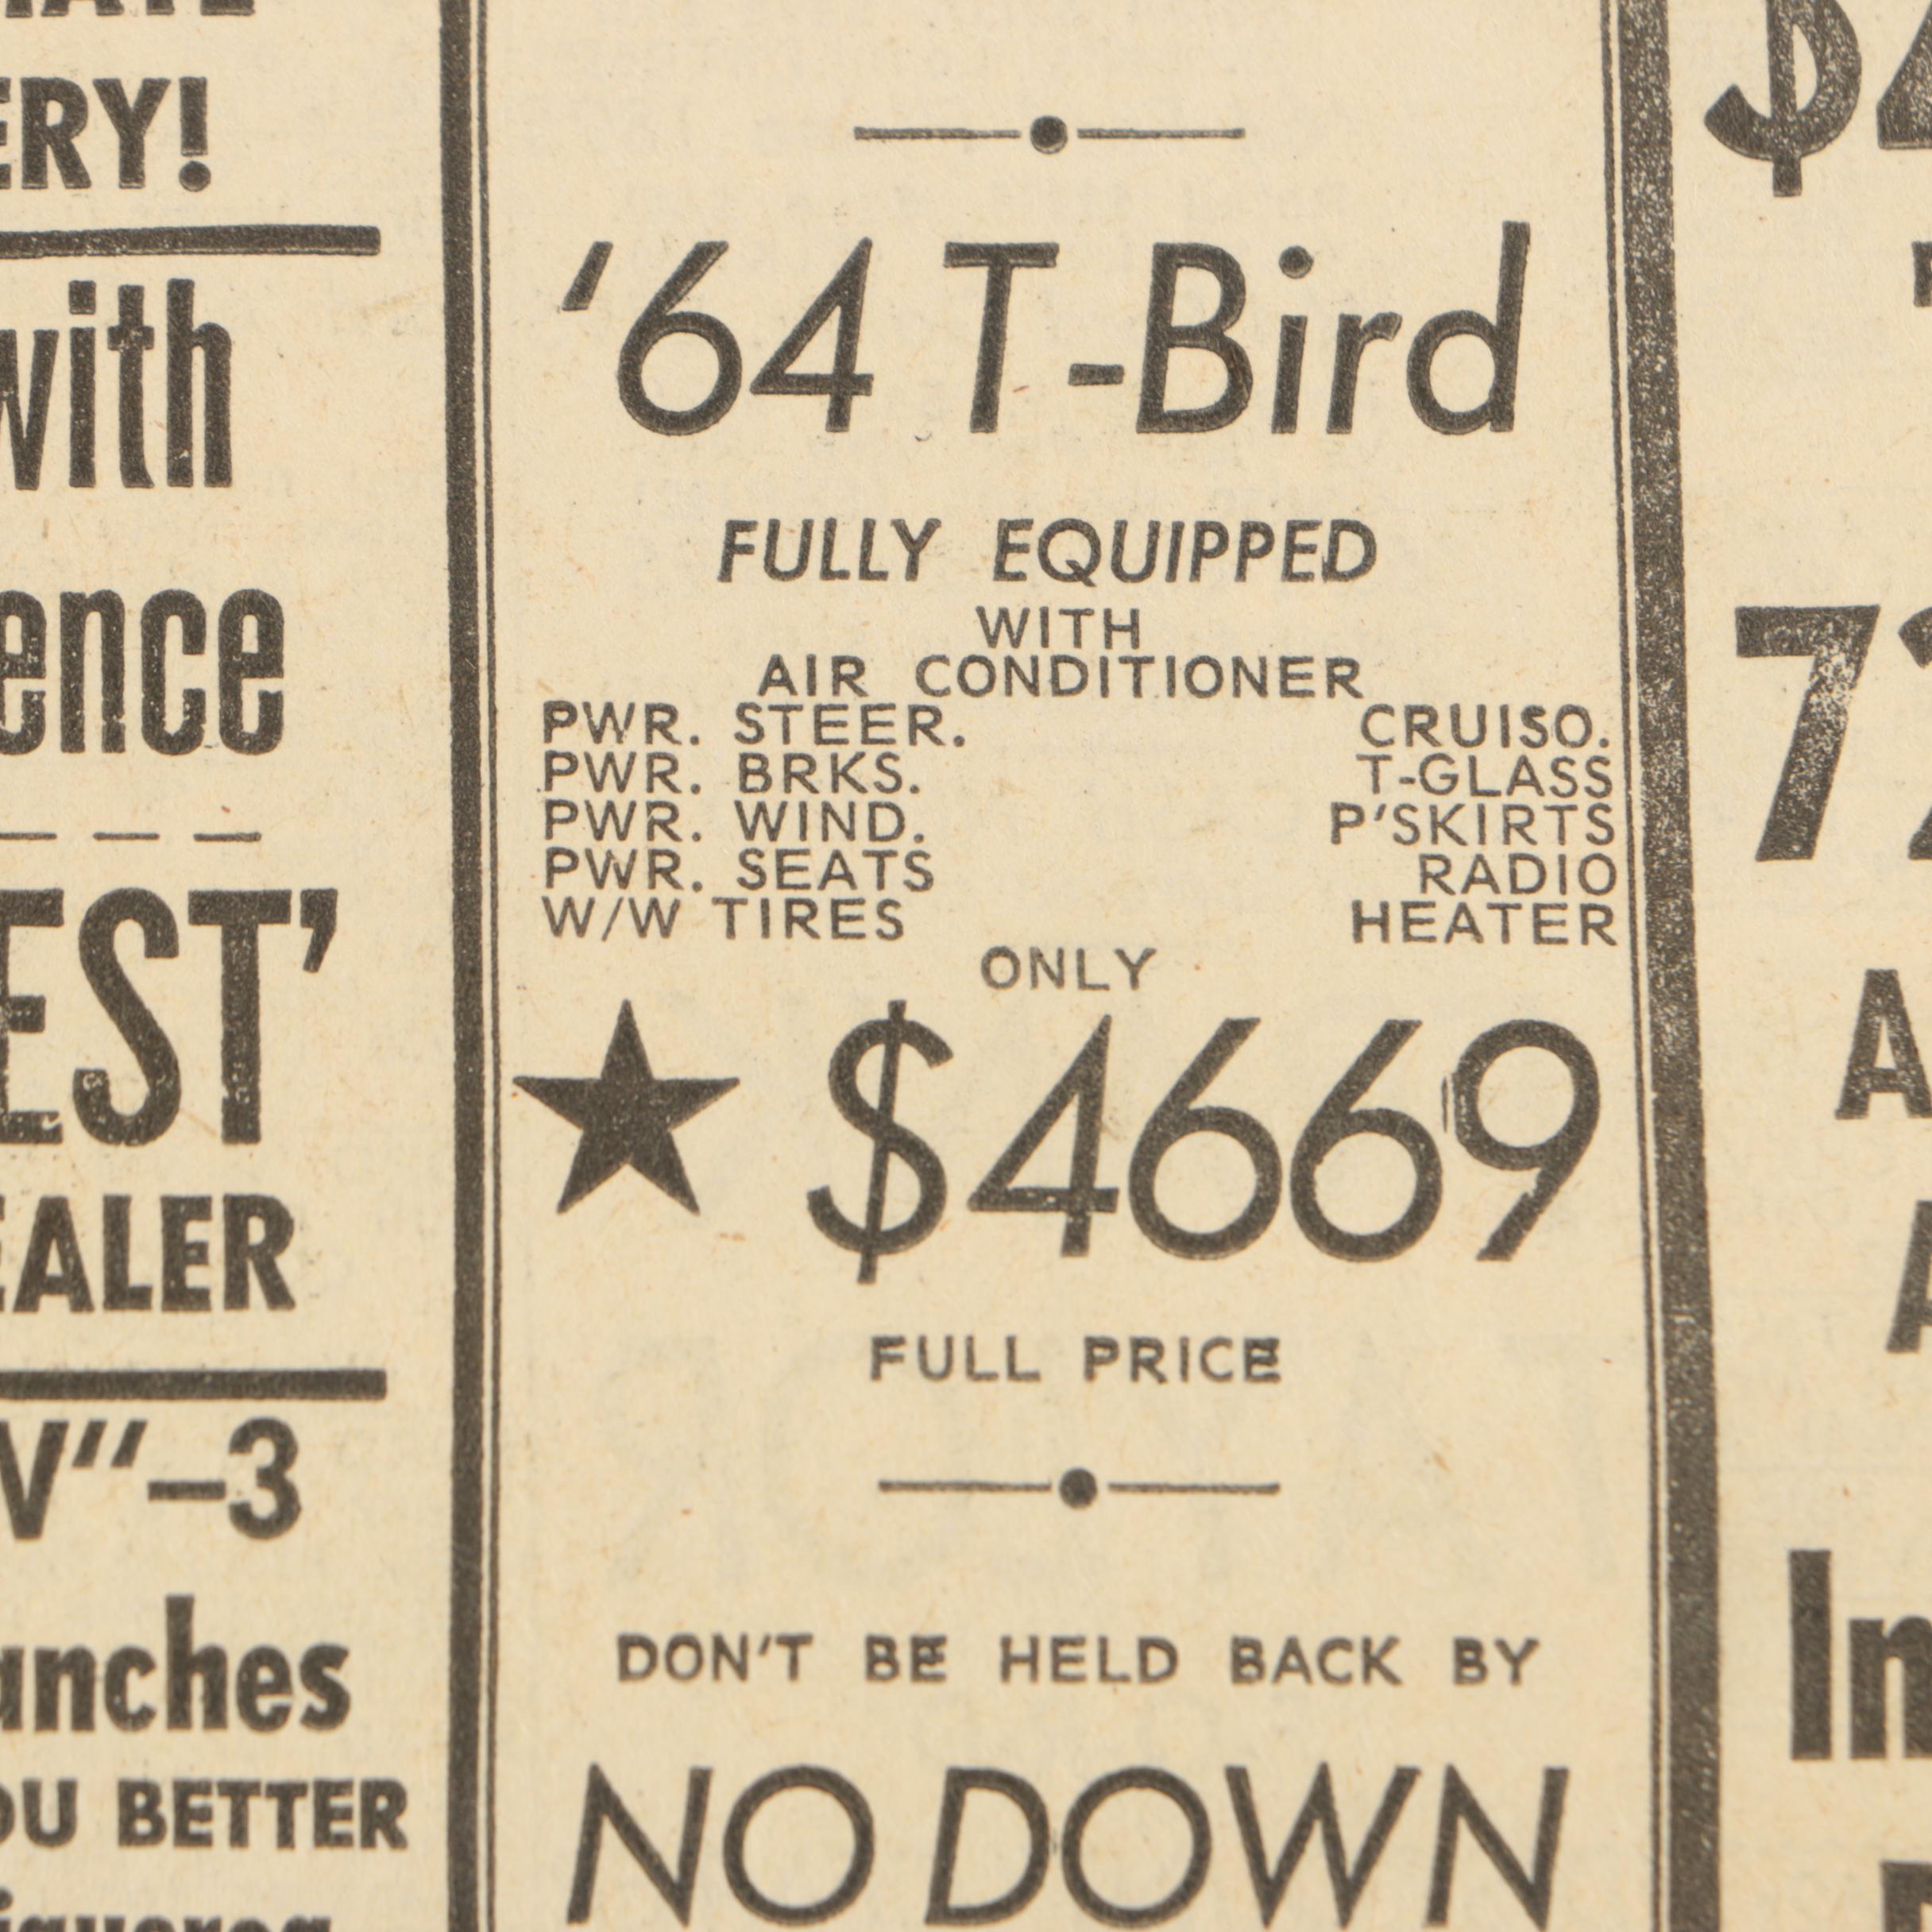 ERY!
with
ence
EST'
EALER
V"–3
anches
OU BETTER
'64 T-Bird
FULLY EQUIPPED
WITH
AIR CONDITIONER
PWR. STEER. CRUISO.
PWR. BRKS. T-GLASS
PWR. WIND. P'SKIRTS
PWR. SEATS RADIO
W/W TIRES HEATER
ONLY
★ $4669
FULL PRICE
DON'T BE HELD BACK BY
NO DOWN
$4
72
A
A
In